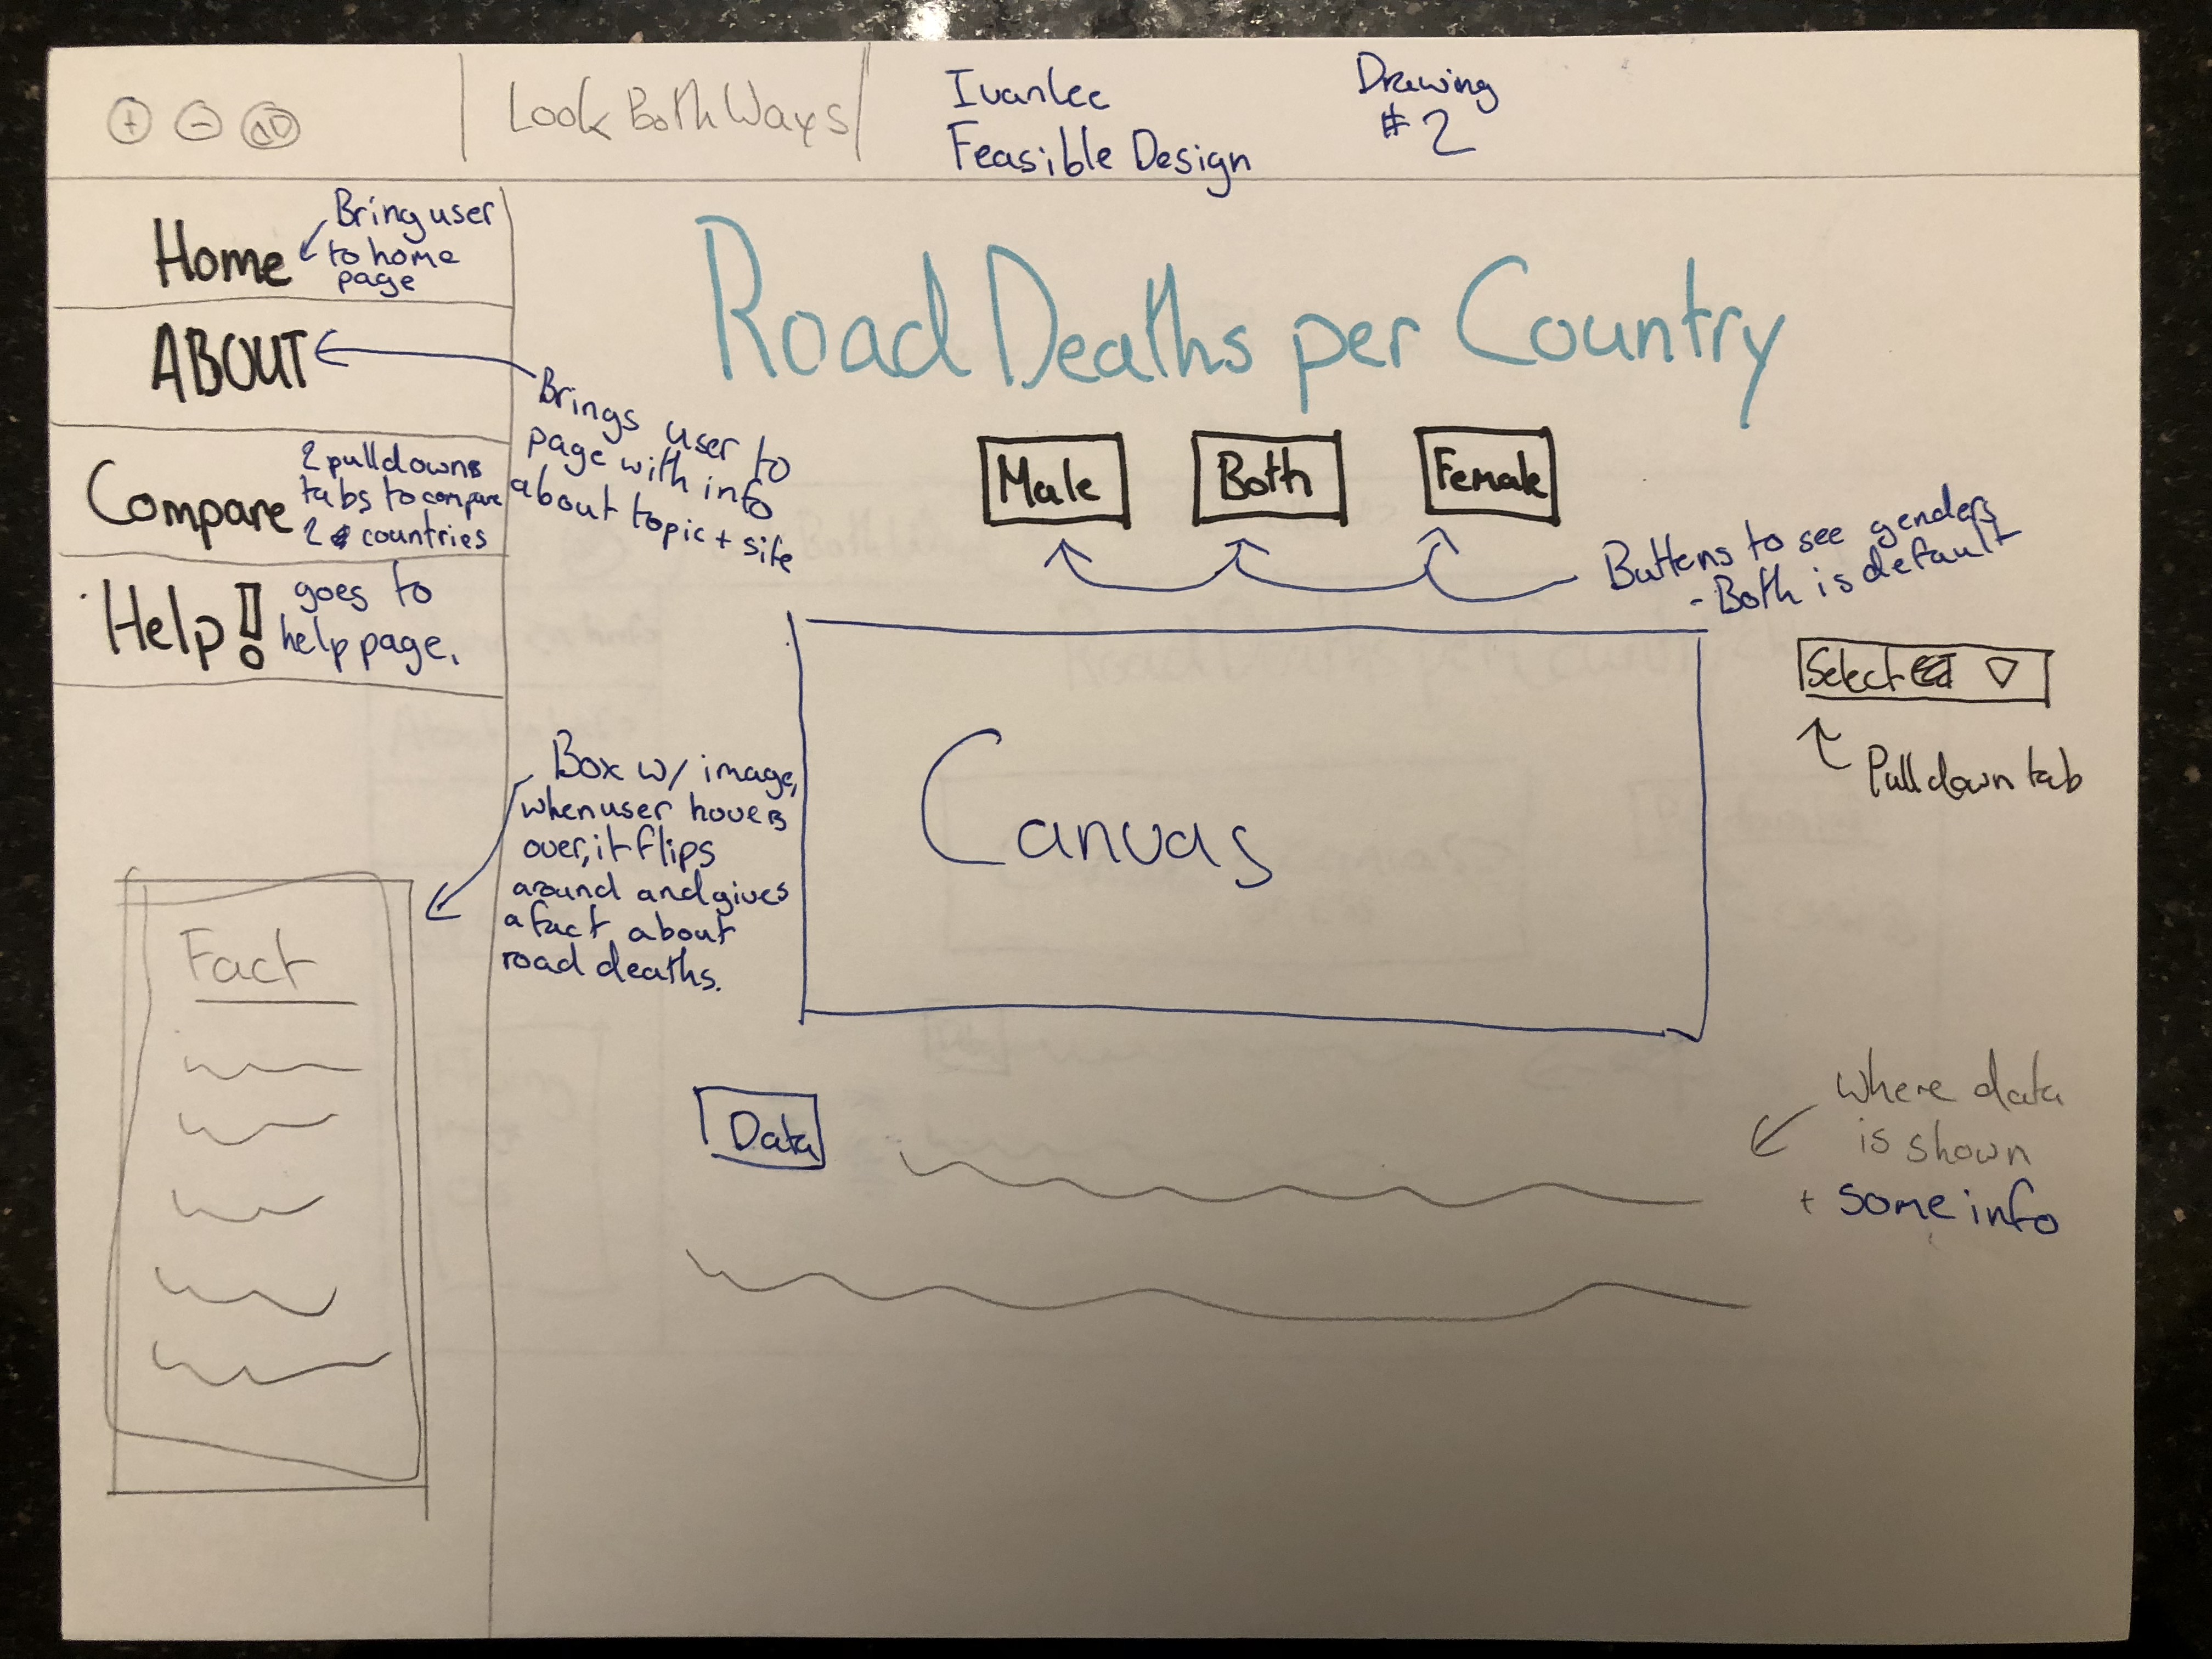 + -
Look Both Ways
Ivanlee
Feasible Design
Drawing
#2
Home
Bring user
to home
page
ABOUT
Brings user to
page with info
about topic + site
Compare
2 pulldowns
tabs to compare
2 countries
Help!
goes to
help page.
Fact
Box w/ image,
when user hovers
over, it flips
around and gives
a fact about
road deaths.
Road Deaths per Country
Male
Both
Female
Buttons to see gender
- Both is default
Select
Pull down tab
Canvas
Data
Where data
is shown
+ some info